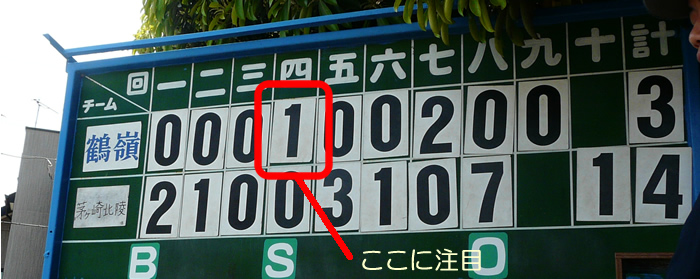 チーム 回 一 二 三 四 五 六 七 八 九 十 計
鶴嶺 0 0 0 1 0 0 2 0 0 3
茅ヶ崎北陵 2 1 0 0 3 1 0 7 14
B S O
ここに注目